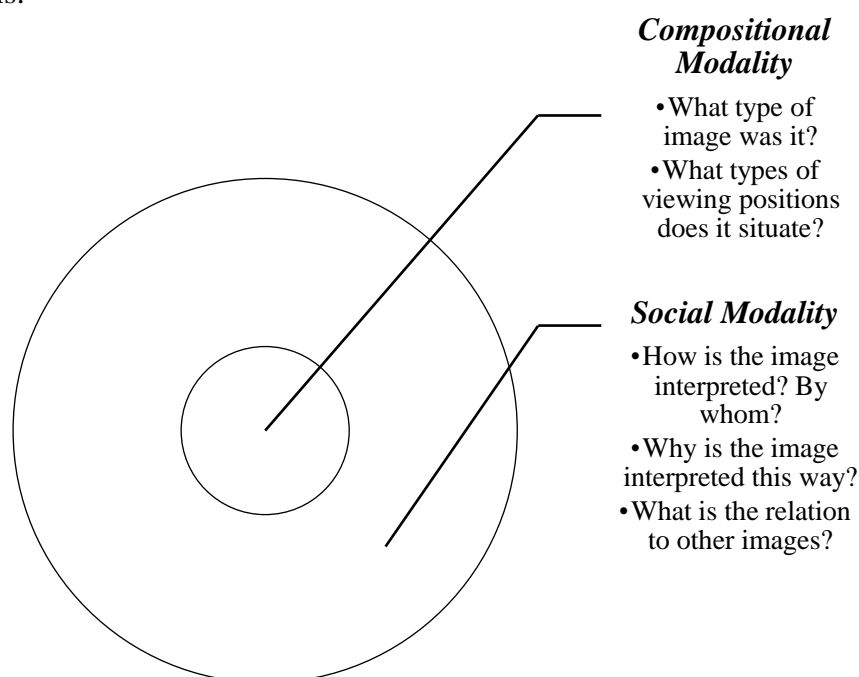 Compositional
Modality
•What type of
image was it?
•What types of
viewing positions
does it situate?
Social Modality
•How is the image
interpreted? By
whom?
•Why is the image
interpreted this way?
•What is the relation
to other images?